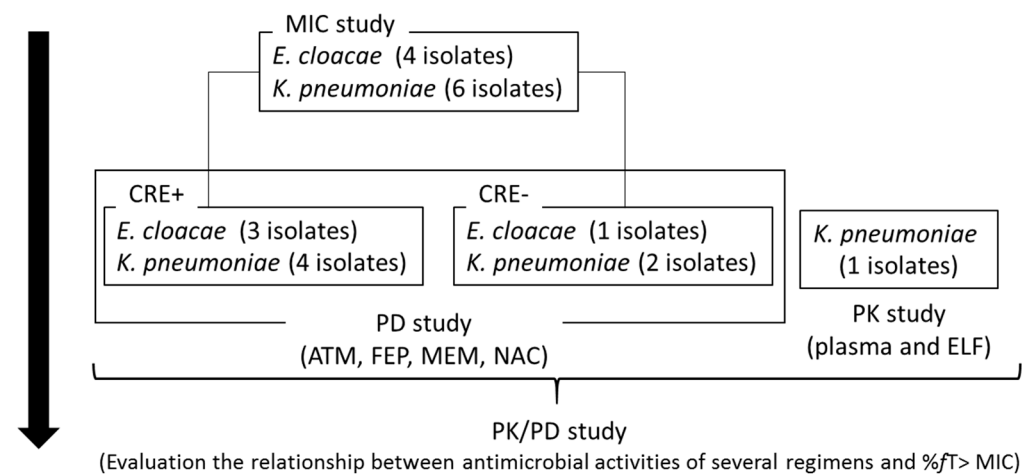 MIC study
E. cloacae (4 isolates)
K. pneumoniae (6 isolates)
CRE+
E. cloacae (3 isolates)
K. pneumoniae (4 isolates)
CRE-
E. cloacae (1 isolates)
K. pneumoniae (2 isolates)
K. pneumoniae
(1 isolates)
PD study
(ATM, FEP, MEM, NAC)
PK study
(plasma and ELF)
PK/PD study
(Evaluation the relationship between antimicrobial activities of several regimens and %fT> MIC)